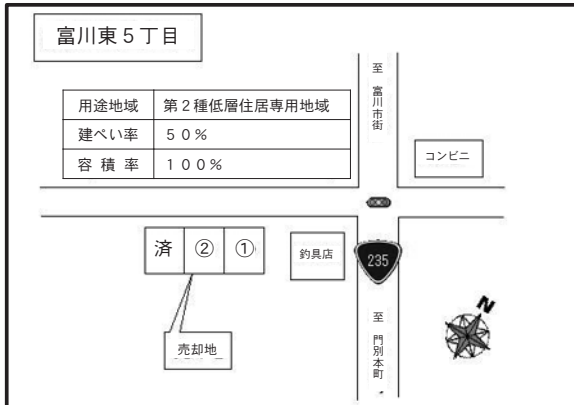 富川東５丁目
至 富川市街
用途地域 第２種低層住居専用地域
建ぺい率 ５０％
容積率 １００％
コンビニ
済 ② ①
釣具店
235
売却地
至 門別本町
N